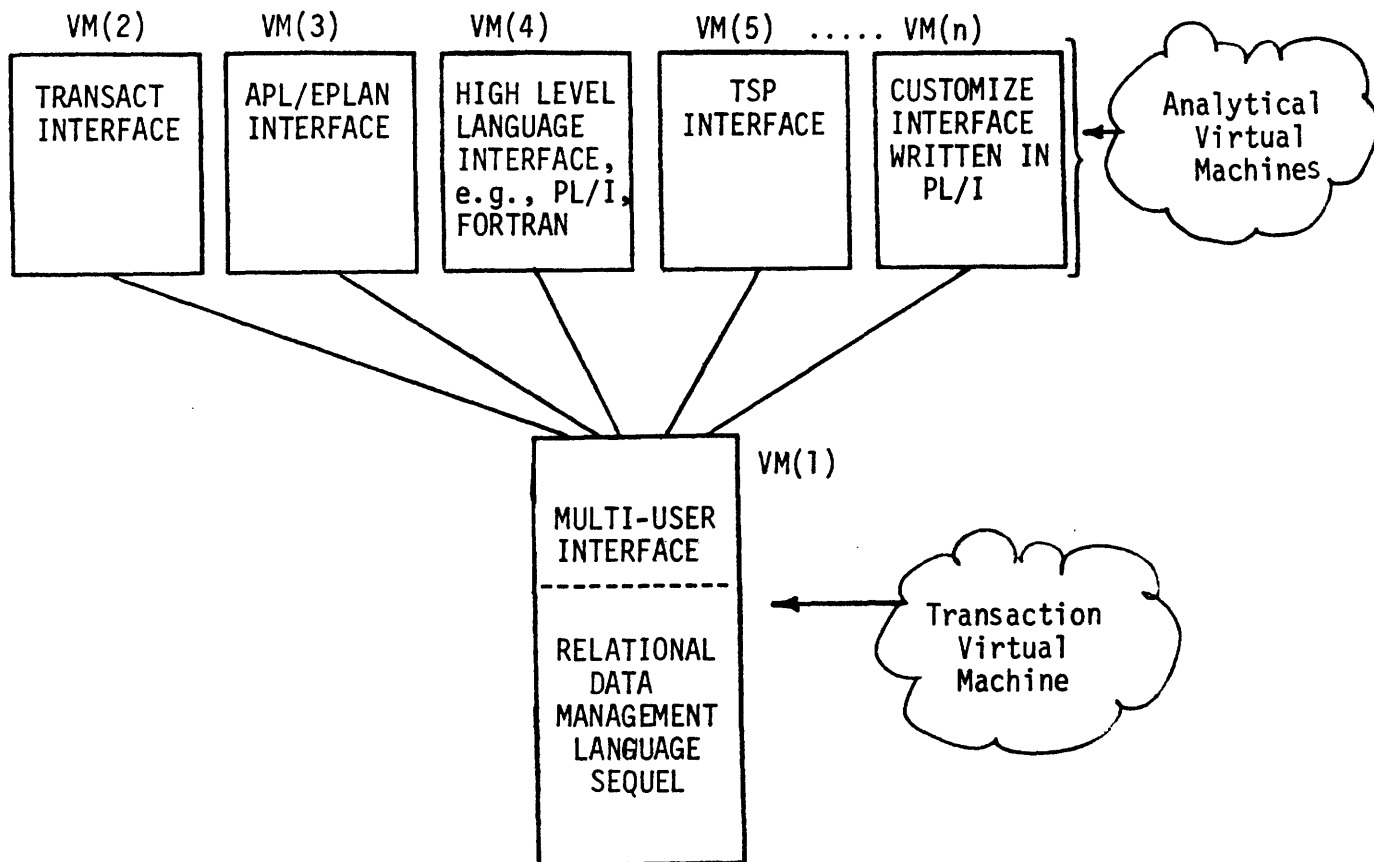 VM(2) VM(3) VM(4) VM(5) ..... VM(n)
TRANSACT
INTERFACE
APL/EPLAN
INTERFACE
HIGH LEVEL
LANGUAGE
INTERFACE,
e.g., PL/I,
FORTRAN
TSP
INTERFACE
CUSTOMIZE
INTERFACE
WRITTEN IN
PL/I
Analytical
Virtual
Machines
VM(1)
MULTI-USER
INTERFACE
RELATIONAL
DATA
MANAGEMENT
LANGUAGE
SEQUEL
Transaction
Virtual
Machine